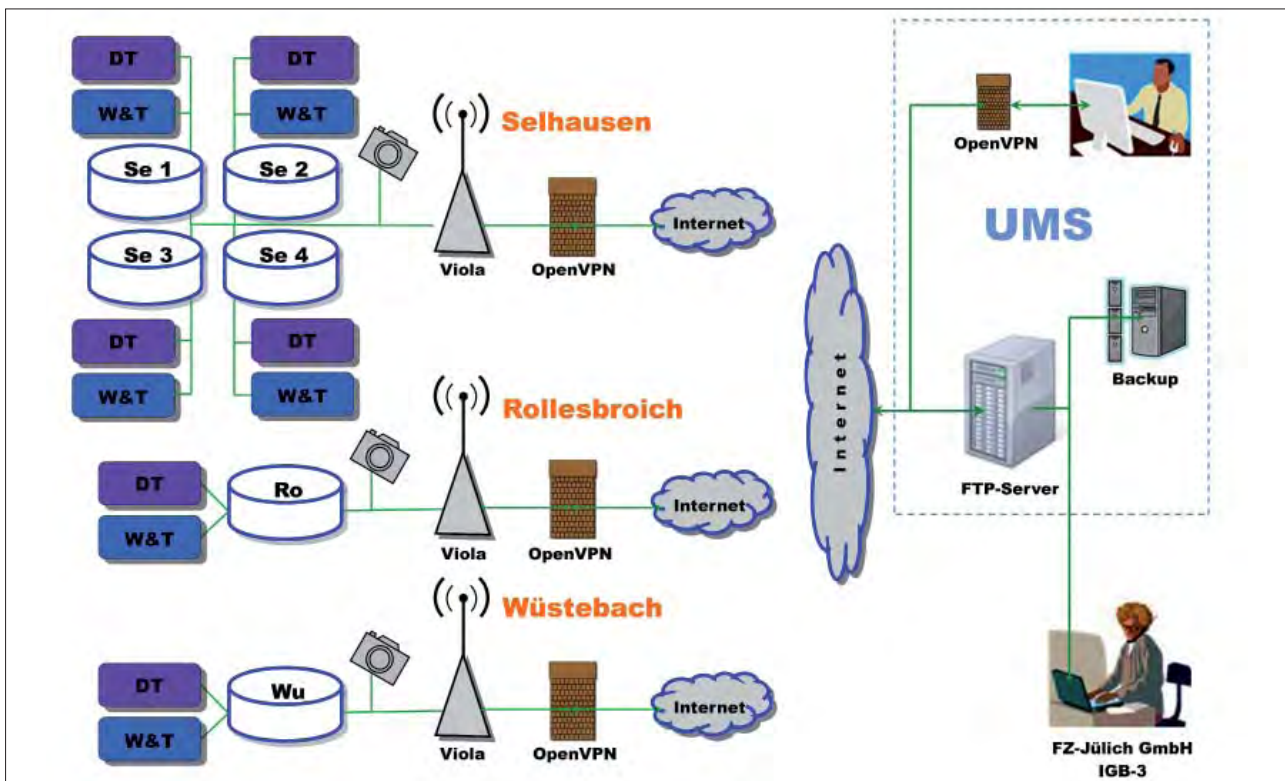 DT
DT
W&T
W&T
Se 1
Se 2
Se 3
Se 4
DT
DT
W&T
W&T
Selhausen
Viola
OpenVPN
Internet
Rollesbroich
DT
W&T
Ro
Viola
OpenVPN
Internet
Wüstebach
DT
W&T
Wu
Viola
OpenVPN
Internet
Internet
OpenVPN
UMS
Backup
FTP-Server
FZ-Jülich GmbH
IGB-3